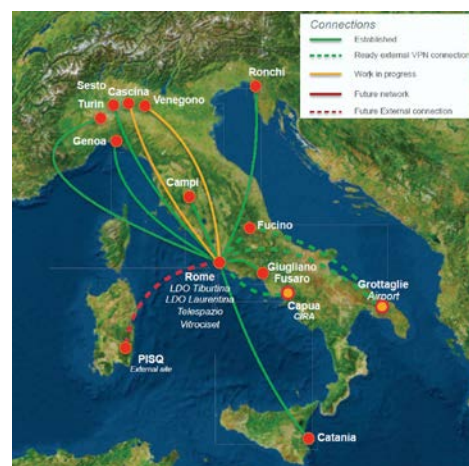 Connections
Established
Ready external VPN connection
Work in progress
Future network
Future External connection
Ronchi
Sesto
Cascina
Turin
Venegono
Genoa
Campi
Fucino
Rome
LDO Tiburtina
LDO Laurentina
Telespazio
Vitrociset
Giugliano
Fusaro
Capua
CIRA
Grottaglie
Airport
PISQ
External site
Catania